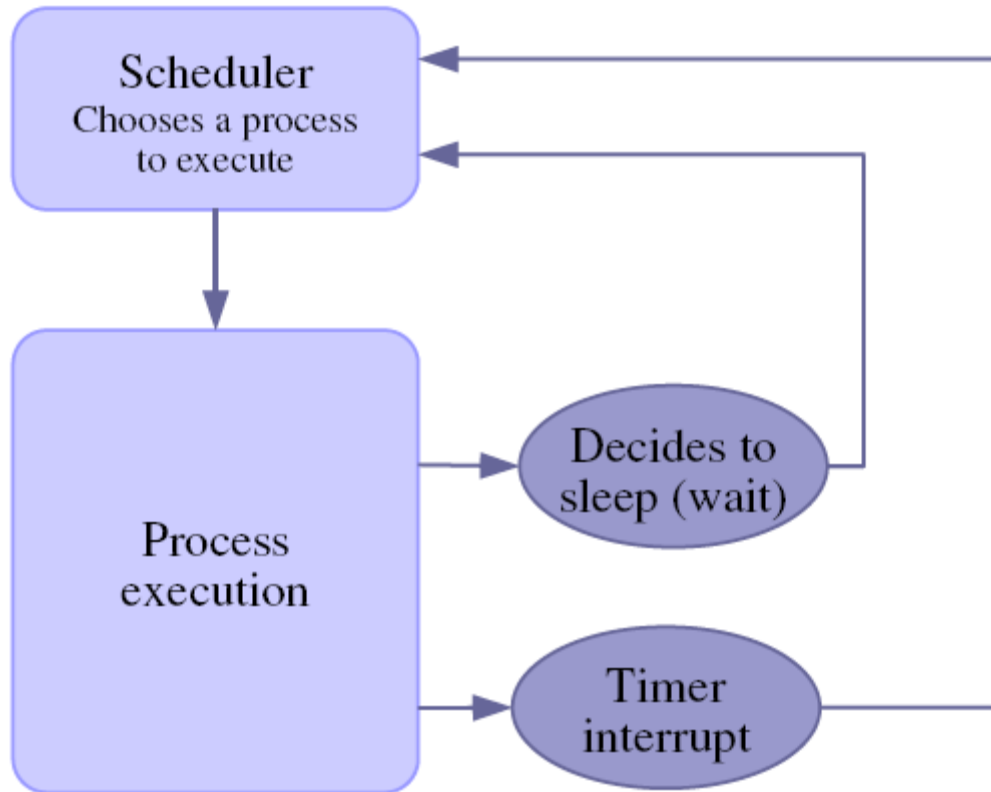 Scheduler
Chooses a process
to execute
Decides to
sleep (wait)
Process
execution
Timer
interrupt